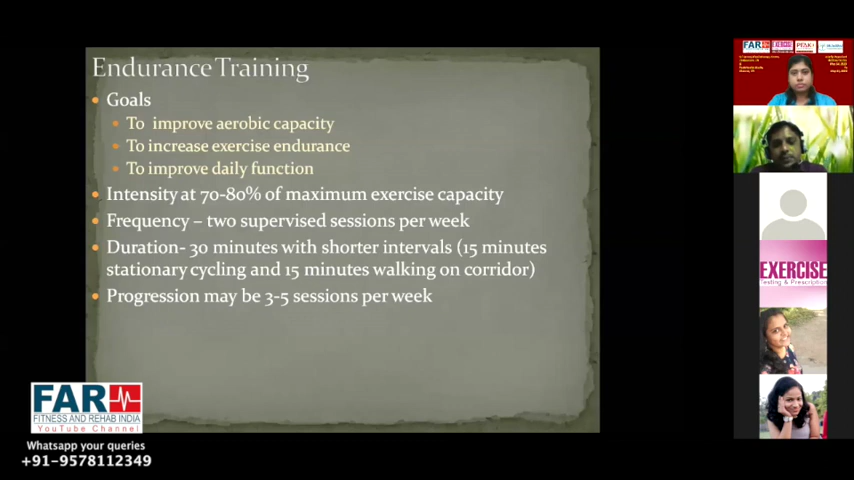 Endurance Training
Goals
To improve aerobic capacity
To increase exercise endurance
To improve daily function
Intensity at 70-80% of maximum exercise capacity
Frequency – two supervised sessions per week
Duration- 30 minutes with shorter intervals (15 minutes
stationary cycling and 15 minutes walking on corridor)
Progression may be 3-5 sessions per week
FAR
FITNESS AND REHAB INDIA
YouTube Channel
Whatsapp your queries
+91-9578112349
FAR
EXERCISE
EXERCISE
Testing & Prescription